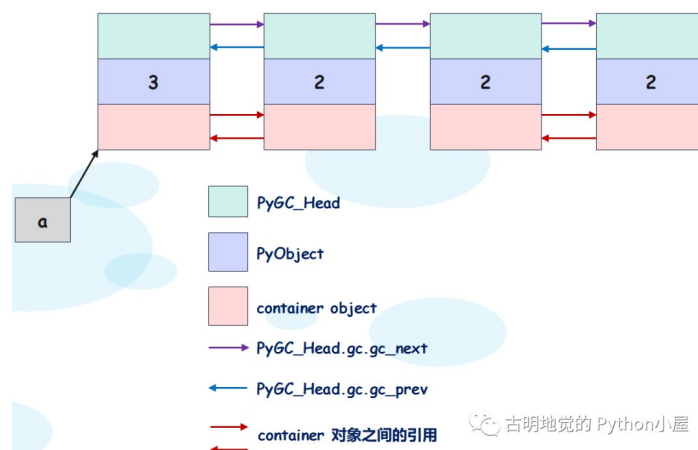 3 2 2 2
a
PyGC_Head
PyObject
container object
PyGC_Head.gc.gc_next
PyGC_Head.gc.gc_prev
container 对象之间的引用
古明地觉的 Python小屋